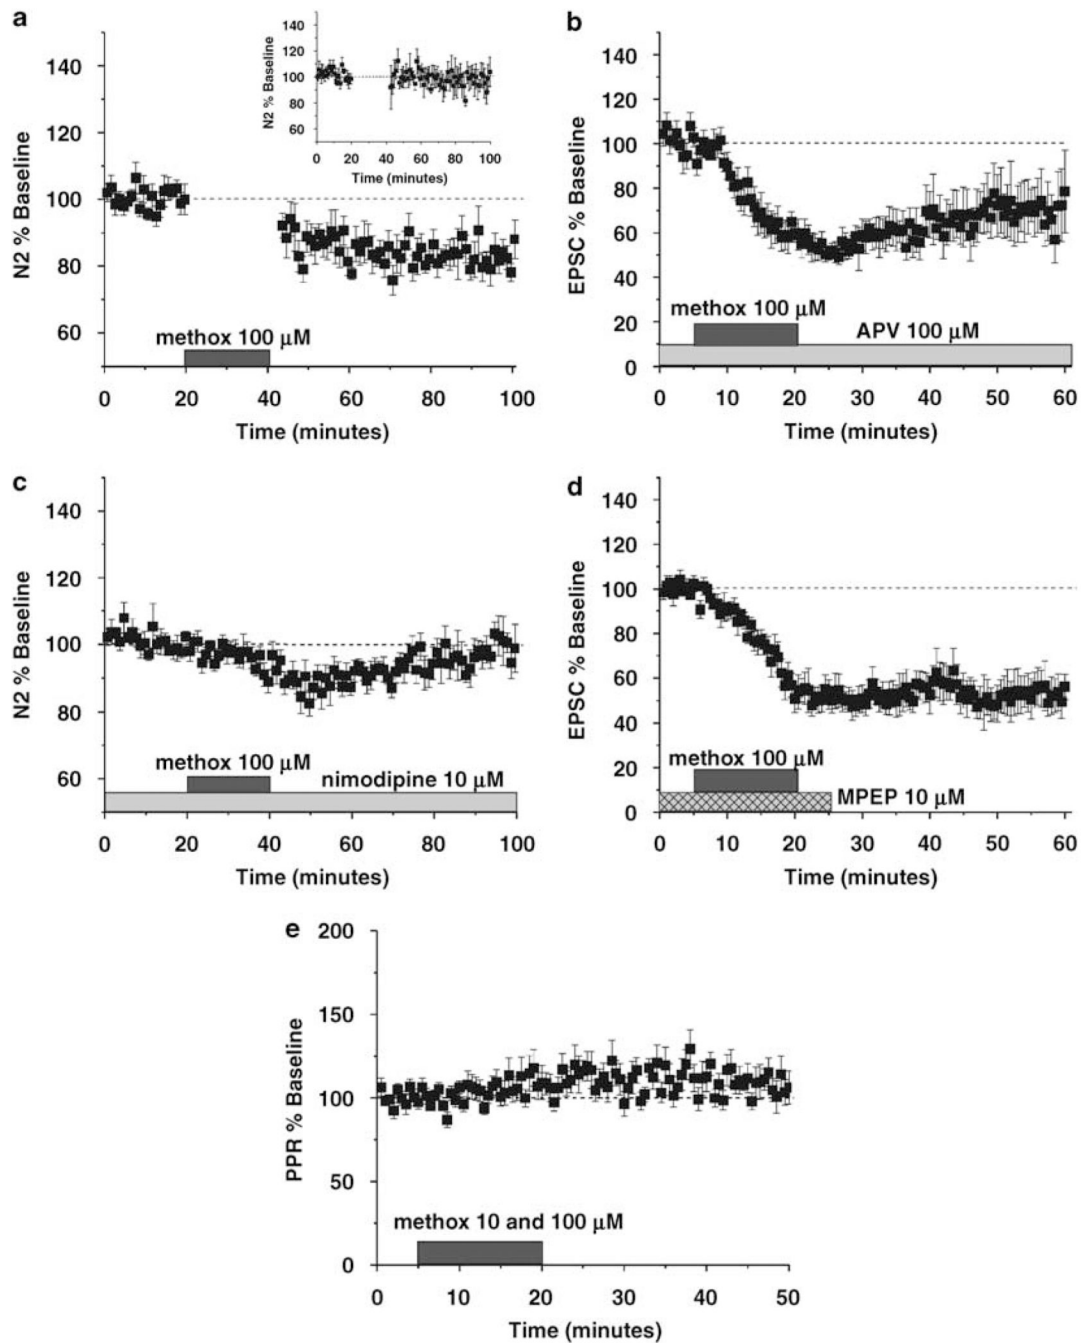 a
140
120
100
80
60
N2 % Baseline
methox 100 µM
0 20 40 60 80 100
Time (minutes)
140
120
100
80
60
N2 % Baseline
0 20 40 60 80 100
Time (minutes)
b
140
120
100
80
60
40
20
0
EPSC % Baseline
methox 100 µM
APV 100 µM
0 10 20 30 40 50 60
Time (minutes)
c
140
120
100
80
60
N2 % Baseline
methox 100 µM
nimodipine 10 µM
0 20 40 60 80 100
Time (minutes)
d
140
120
100
80
60
40
20
0
EPSC % Baseline
methox 100 µM
MPEP 10 µM
0 10 20 30 40 50 60
Time (minutes)
e
200
150
100
50
0
PPR % Baseline
methox 10 and 100 µM
0 10 20 30 40 50
Time (minutes)